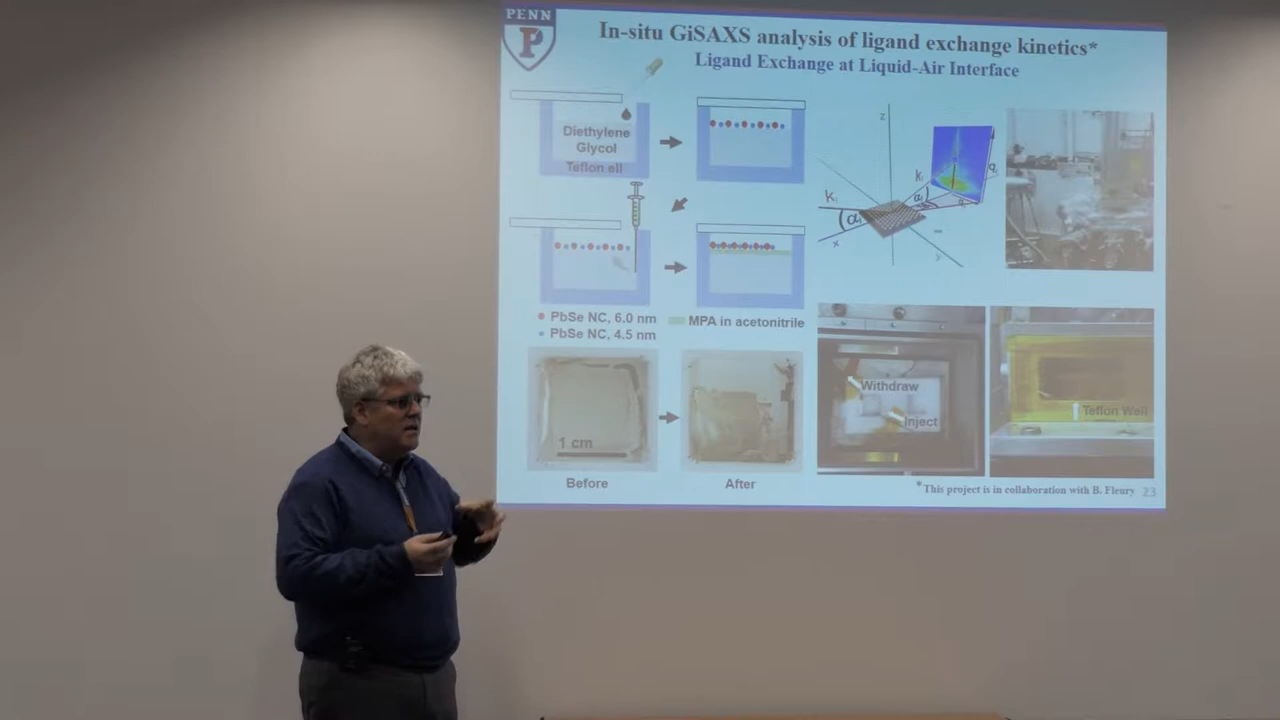 PENN
P
In-situ GiSAXS analysis of ligand exchange kinetics*
Ligand Exchange at Liquid-Air Interface
Diethylene
Glycol
Teflon ell
z
x
y
PbSe NC, 6.0 nm
PbSe NC, 4.5 nm
MPA in acetonitrile
1 cm
Before
After
Withdraw
Inject
Teflon Well
*This project is in collaboration with B. Fleury
23